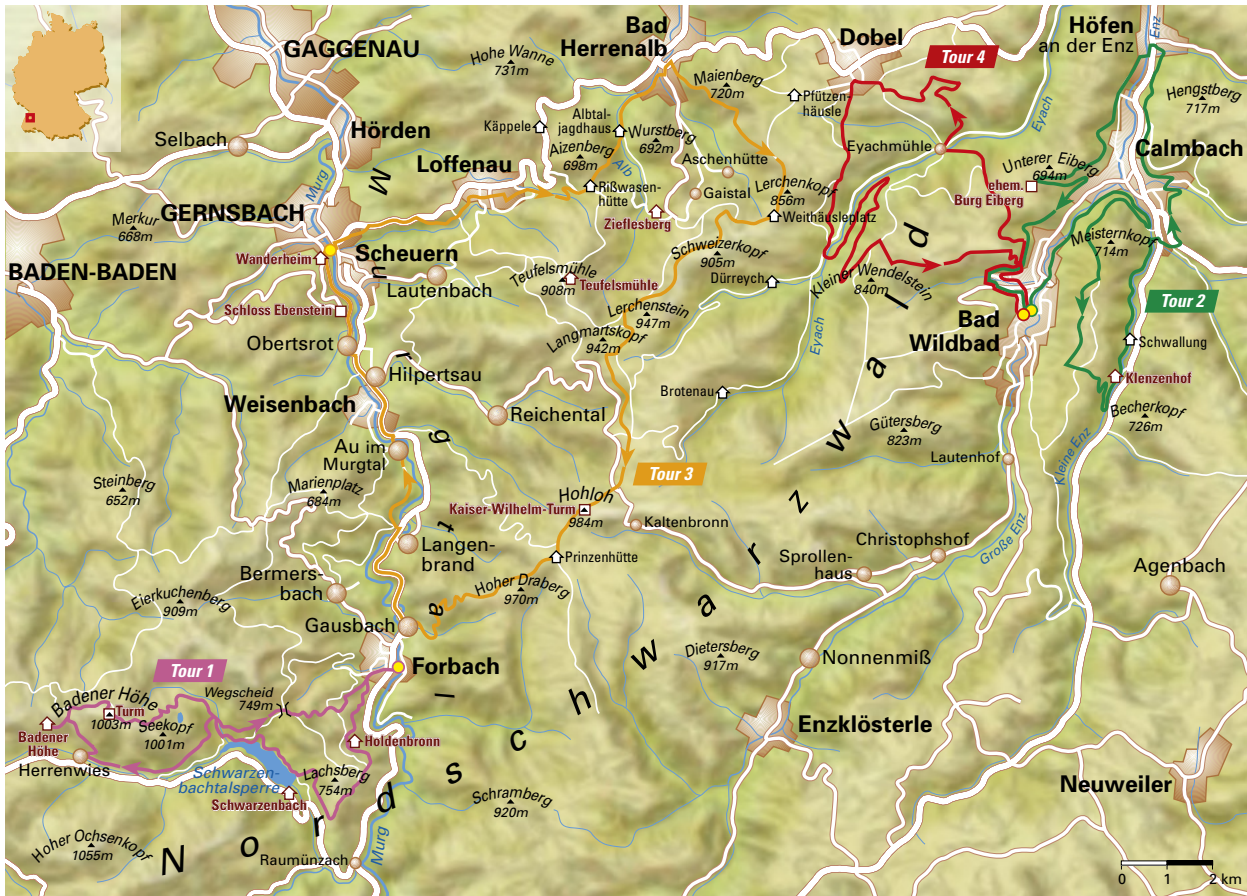 GAGGENAU
Hohe Wanne
731m
Bad
Herrenalb
Dobel
Tour 4
Höfen
an der Enz
Enz
Maienberg
720m
Pfützen-
häusle
Eyach
Hengstberg
717m
Selbach
Hörden
Käppele
Albtal-
jagdhaus
Wurstberg
692m
Aizenberg
698m
Alb
Aschenhütte
Eyachmühle
Calmbach
Unterer Eiberg
694m
ehem.
Burg Eiberg
Murg
Loffenau
Rißwasen-
hütte
Gaistal
Lerchenkopf
856m
Merkur
668m
GERNSBACH
Zieflesberg
Weithäusleplatz
BADEN-BADEN
Wanderheim
Scheuern
Schweizerkopf
905m
Meisternkopf
714m
Lautenbach
Teufelsmühle
908m
Teufelsmühle
Dürreych
Kleiner Wendelstein
840m
Schloss Ebenstein
Lerchenstein
947m
Bad
Wildbad
Tour 2
Obertsrot
Langmartskopf
942m
Eyach
Schwallung
Hilpertsau
Klenzenhof
Weisenbach
Reichental
Brotenau
Becherkopf
726m
Au im
Murgtal
Gütersberg
823m
Lautenhof
Kleine Enz
Steinberg
652m
Marienplatz
684m
Tour 3
Hohloh
984m
Kaiser-Wilhelm-Turm
Kaltenbronn
Langen-
brand
Prinzenhütte
Christophshof
Große Enz
Sprollen-
haus
Agenbach
Bermers-
bach
Hoher Draberg
970m
Eierkuchenberg
909m
Gausbach
Dietersberg
917m
Nonnenmiß
Tour 1
Forbach
Wegscheid
749m
Badener Höhe
Turm
1003m
Seekopf
1001m
Badener
Höhe
Holdenbronn
Enzklösterle
Herrenwies
Schwarzen-
bachtalsperre
Lachsberg
754m
Neuweiler
Schwarzenbach
Schramberg
920m
Hoher Ochsenkopf
1055m
Murg
Raumünzach
Murgtal
Nordschwarzwald
0 1 2 km